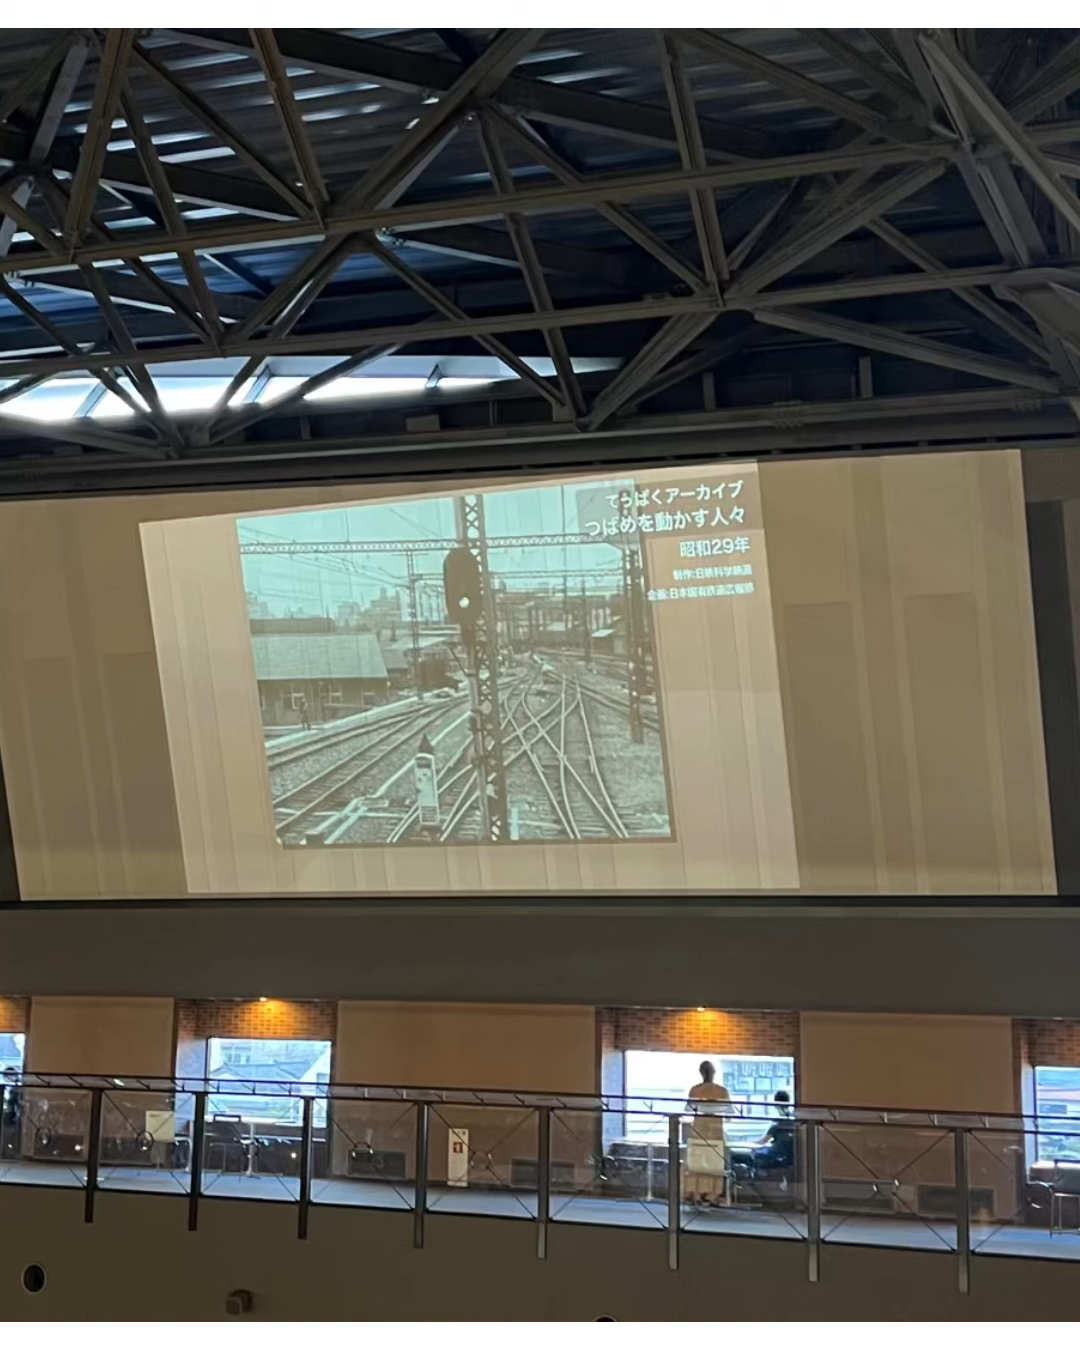 てっぱくアーカイブ
つばめを動かす人々
昭和29年
制作:日映科学映画
企画:日本国有鉄道広報部